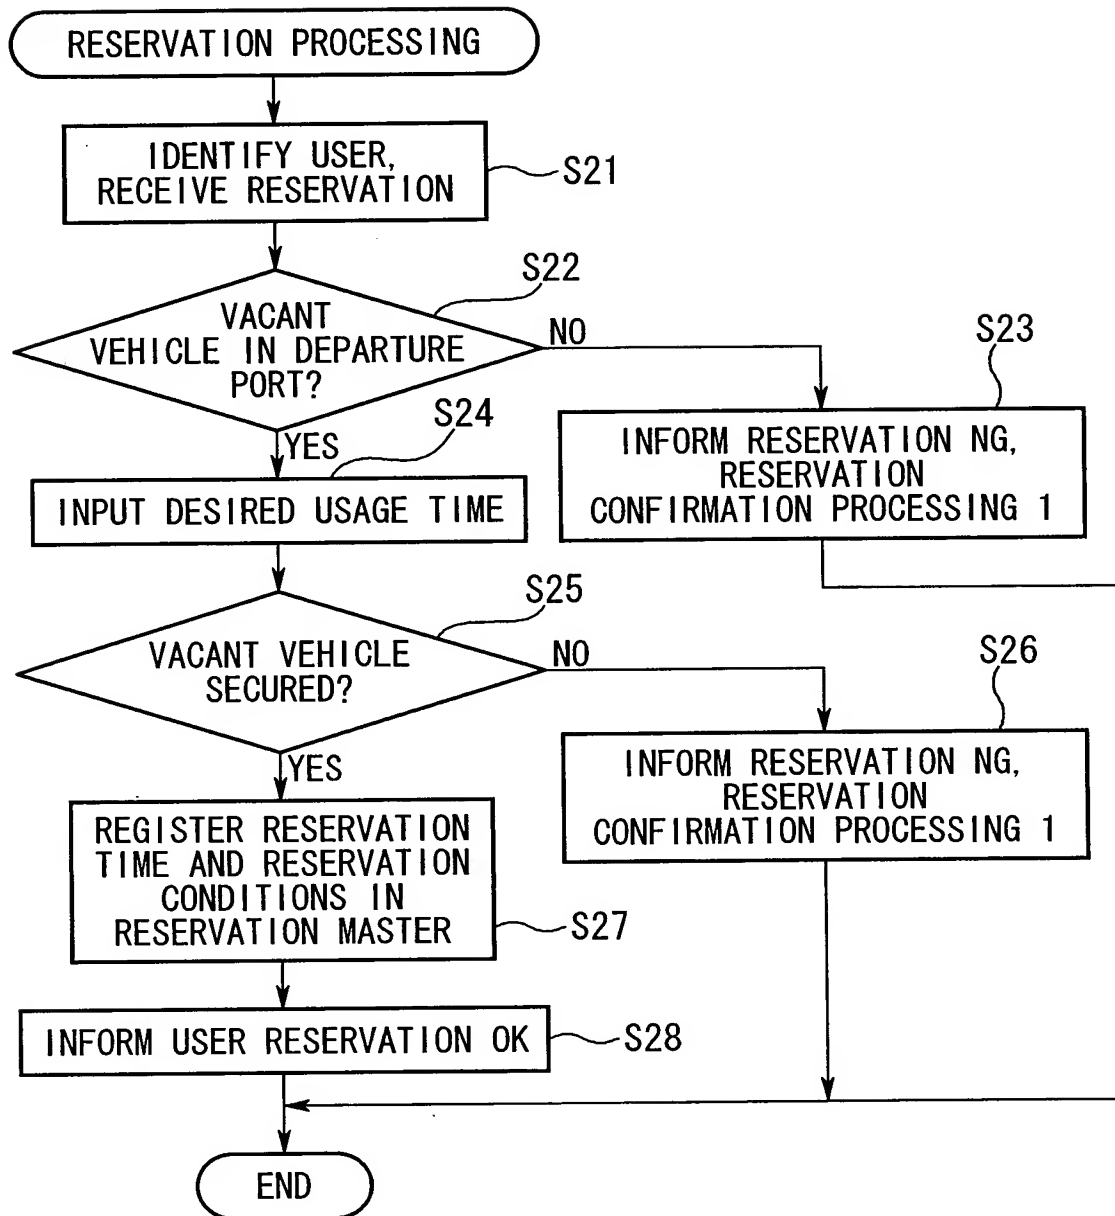 RESERVATION PROCESSING
IDENTIFY USER,
RECEIVE RESERVATION
S21
S22
VACANT
VEHICLE IN DEPARTURE
PORT?
NO
YES
S23
INFORM RESERVATION NG,
RESERVATION
CONFIRMATION PROCESSING 1
S24
INPUT DESIRED USAGE TIME
S25
VACANT VEHICLE
SECURED?
NO
YES
S26
INFORM RESERVATION NG,
RESERVATION
CONFIRMATION PROCESSING 1
REGISTER RESERVATION
TIME AND RESERVATION
CONDITIONS IN
RESERVATION MASTER
S27
INFORM USER RESERVATION OK
S28
END